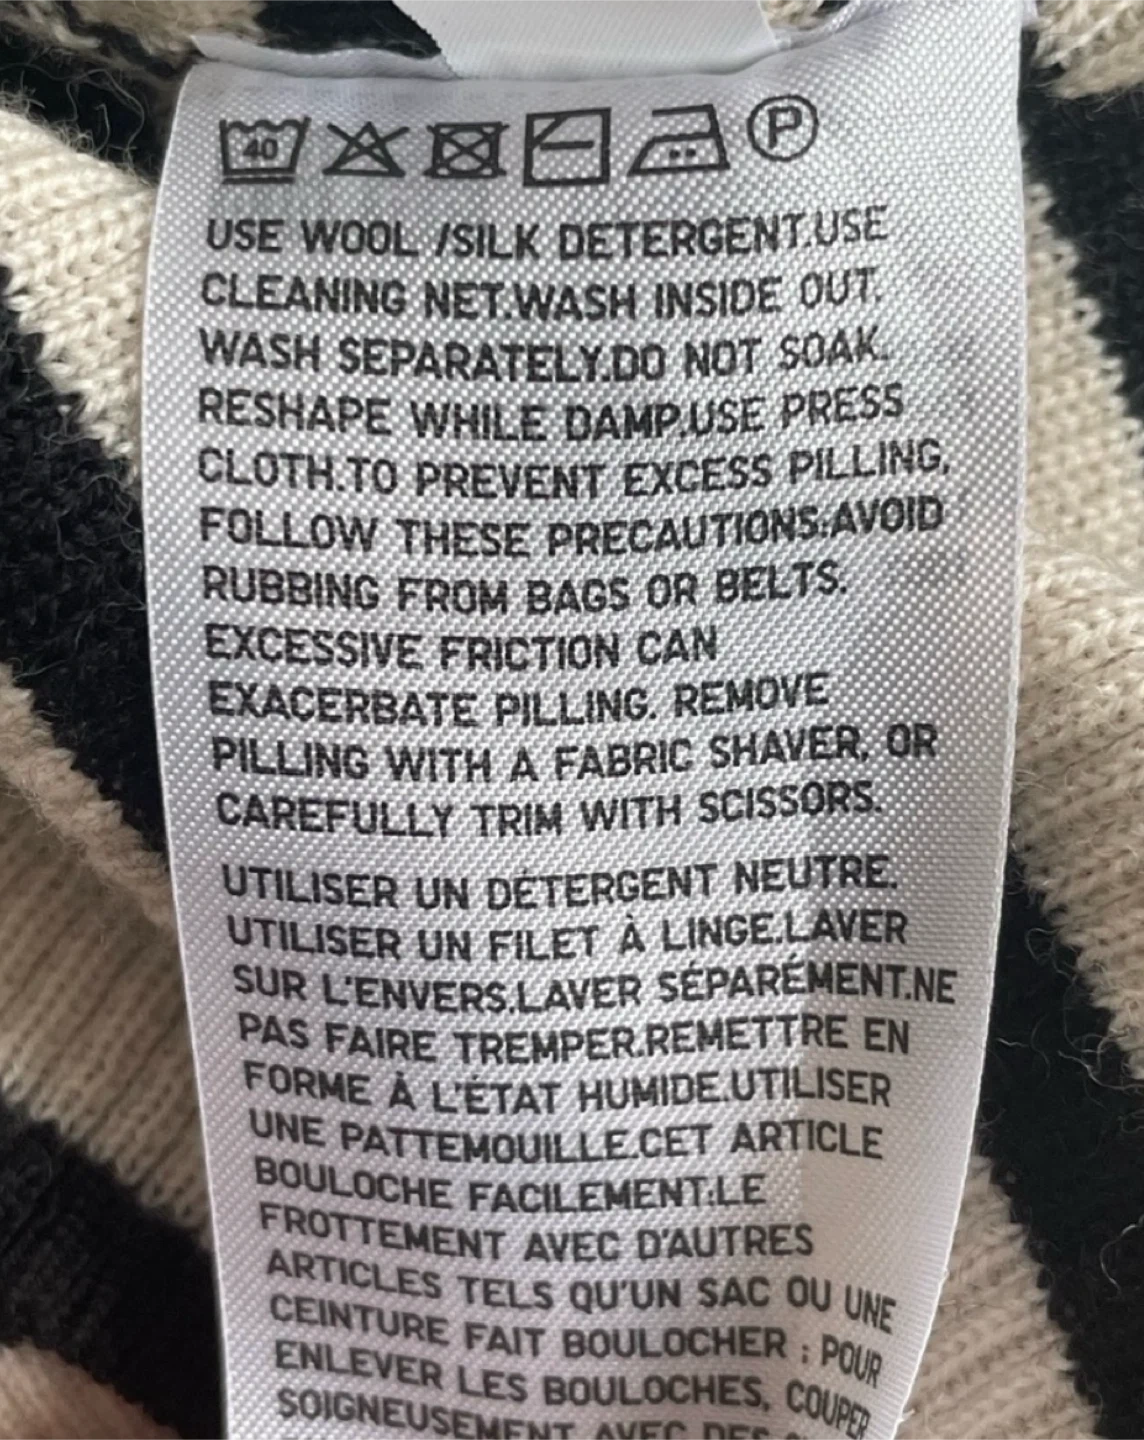 40 P
USE WOOL /SILK DETERGENT.USE
CLEANING NET.WASH INSIDE OUT.
WASH SEPARATELY.DO NOT SOAK.
RESHAPE WHILE DAMP.USE PRESS
CLOTH.TO PREVENT EXCESS PILLING,
FOLLOW THESE PRECAUTIONS:AVOID
RUBBING FROM BAGS OR BELTS.
EXCESSIVE FRICTION CAN
EXACERBATE PILLING. REMOVE
PILLING WITH A FABRIC SHAVER, OR
CAREFULLY TRIM WITH SCISSORS.
UTILISER UN DÉTERGENT NEUTRE.
UTILISER UN FILET À LINGE.LAVER
SUR L'ENVERS.LAVER SÉPARÉMENT.NE
PAS FAIRE TREMPER.REMETTRE EN
FORME À L'ÉTAT HUMIDE.UTILISER
UNE PATTEMOUILLE.CET ARTICLE
BOULOCHE FACILEMENT:LE
FROTTEMENT AVEC D'AUTRES
ARTICLES TELS QU'UN SAC OU UNE
CEINTURE FAIT BOULOCHER ; POUR
ENLEVER LES BOULOCHES, COUPER
SOIGNEUSEMENT AVEC DES